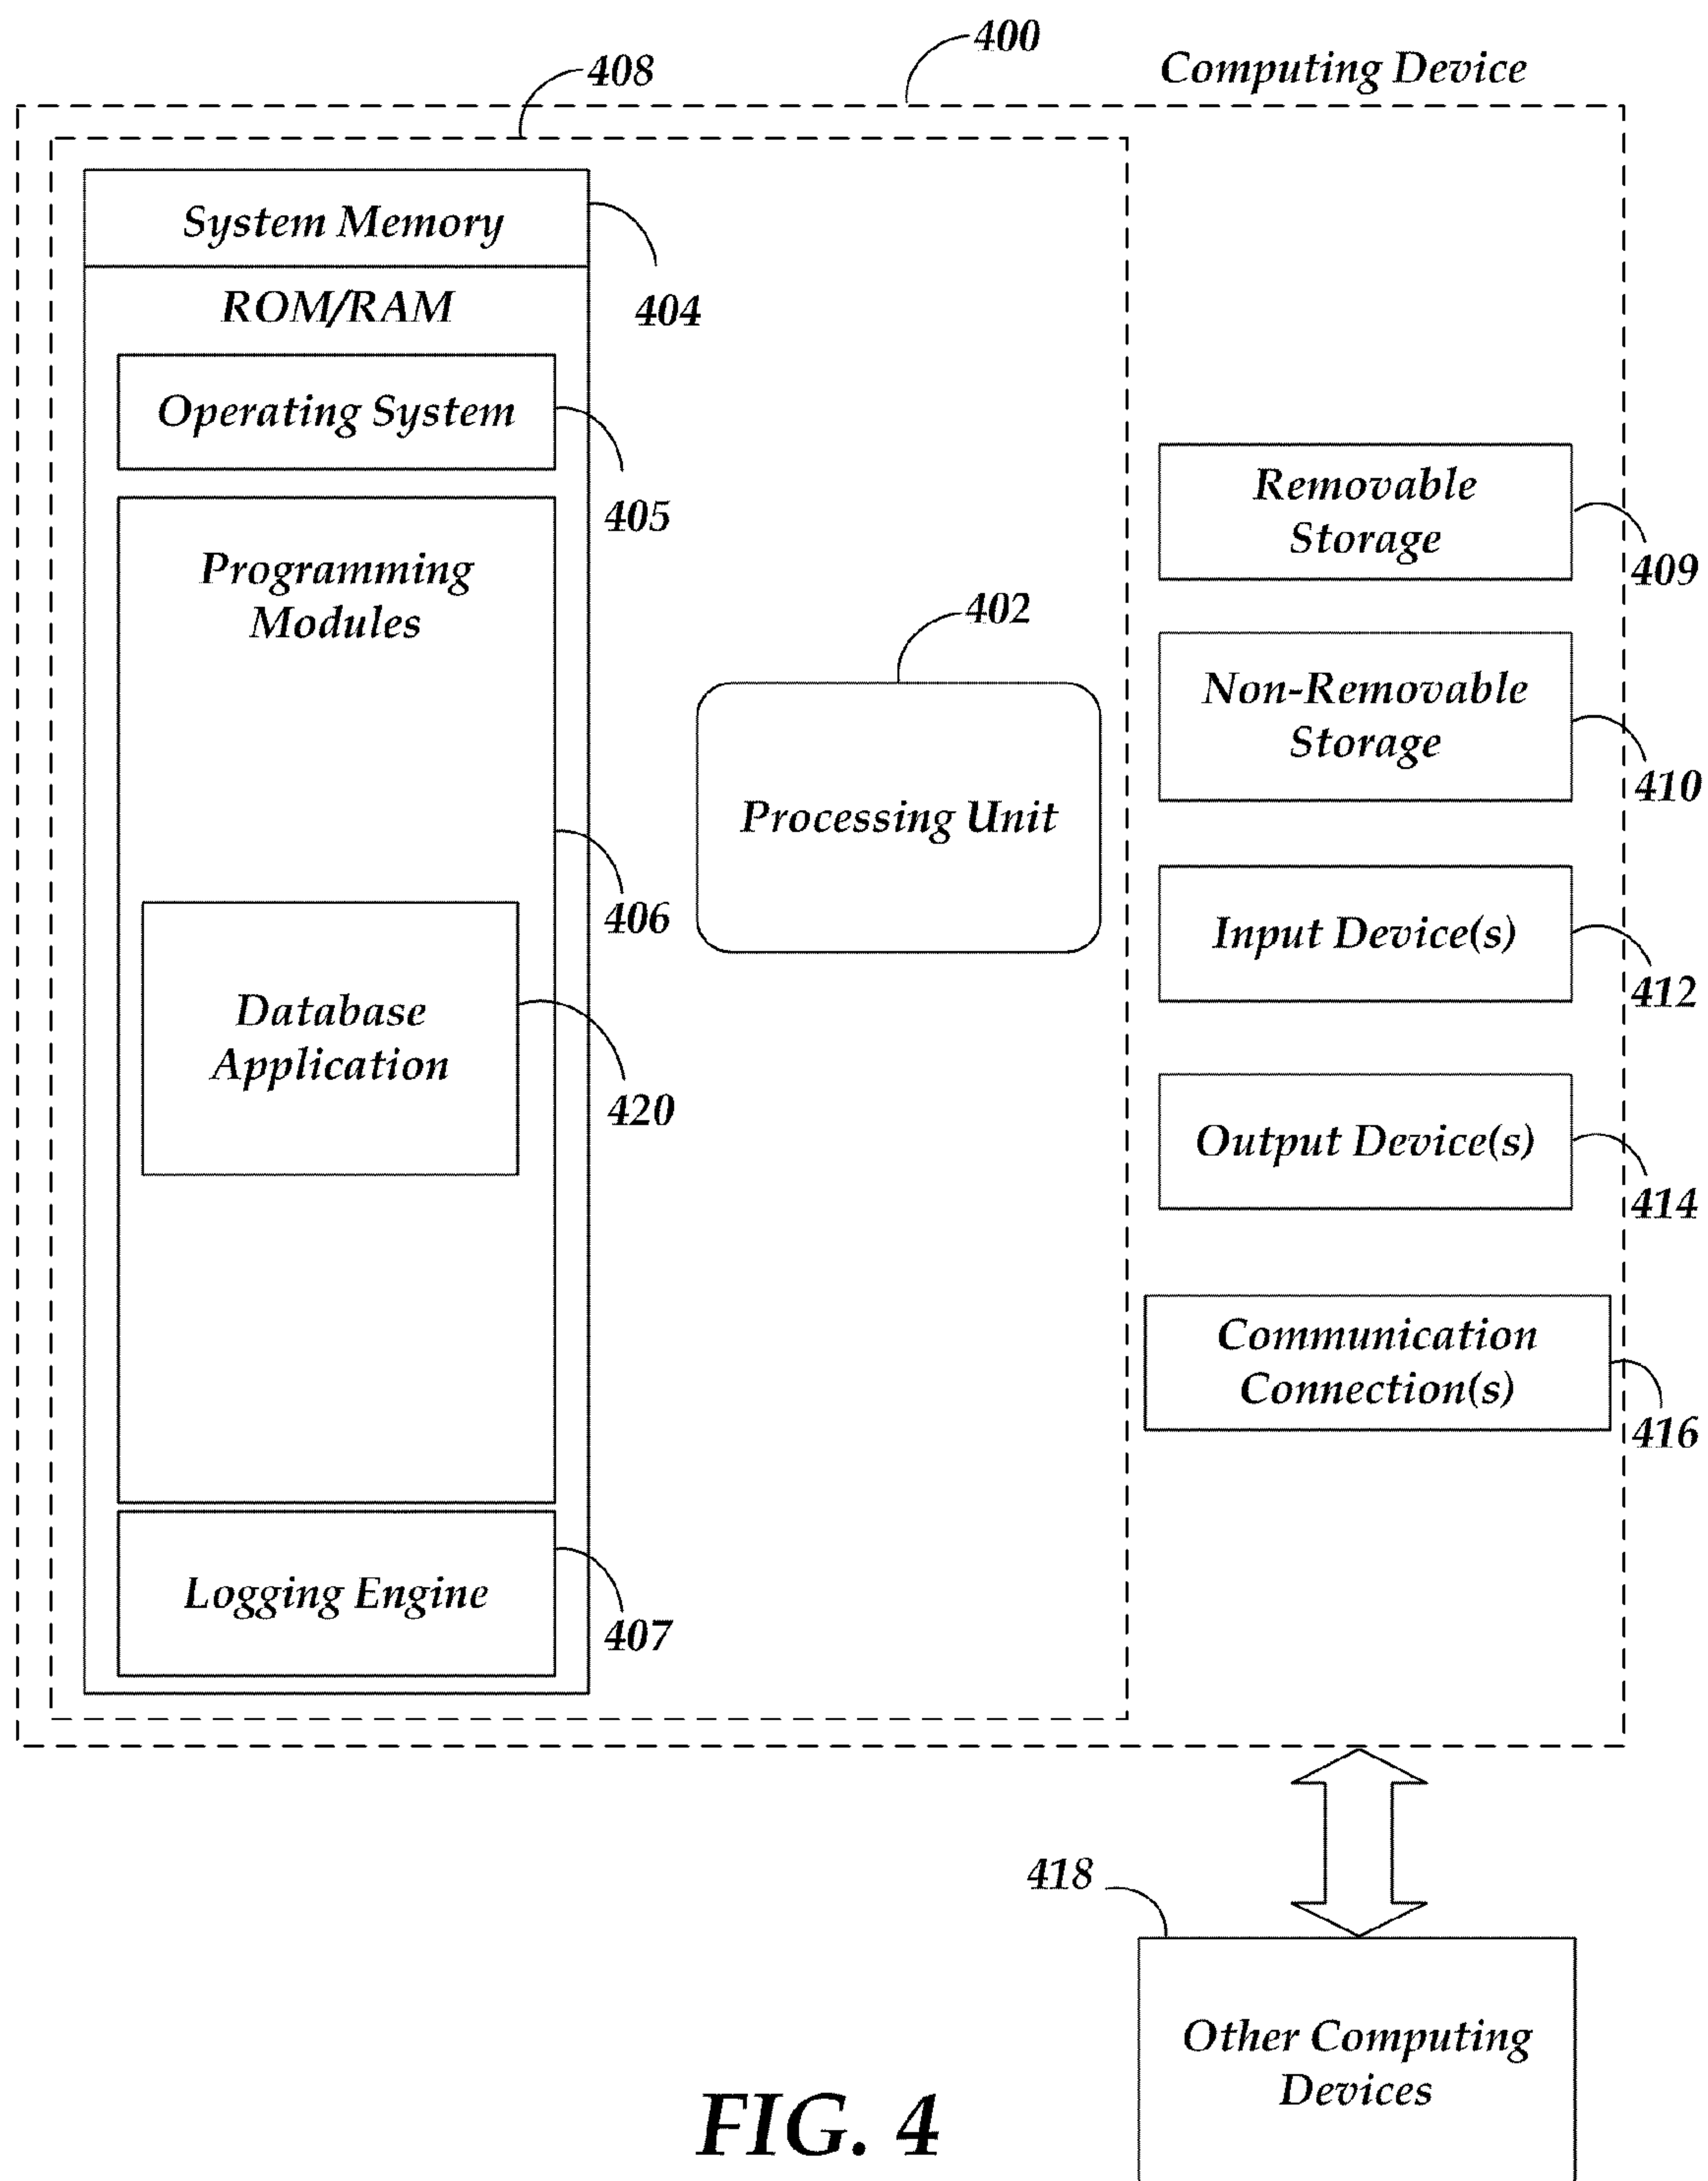 400
Computing Device
408
System Memory
404
ROM/RAM
Operating System
405
Programming
Modules
406
Database
Application
420
Logging Engine
407
402
Processing Unit
Removable
Storage
409
Non-Removable
Storage
410
Input Device(s)
412
Output Device(s)
414
Communication
Connection(s)
416
418
Other Computing
Devices
FIG. 4